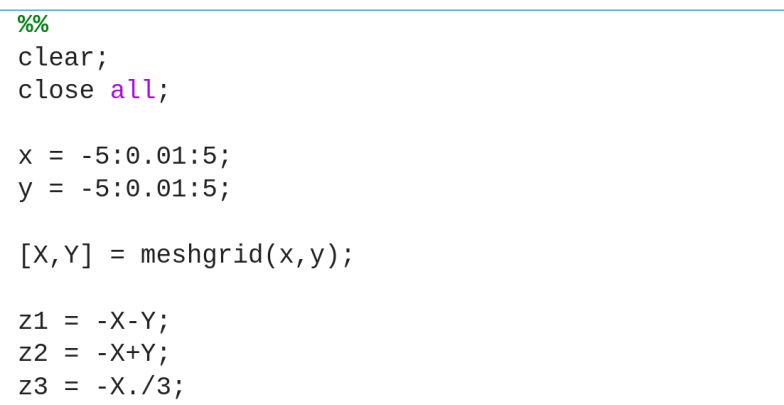 %%
clear;
close all;
x = -5:0.01:5;
y = -5:0.01:5;
[X,Y] = meshgrid(x,y);
z1 = -X-Y;
z2 = -X+Y;
z3 = -X./3;